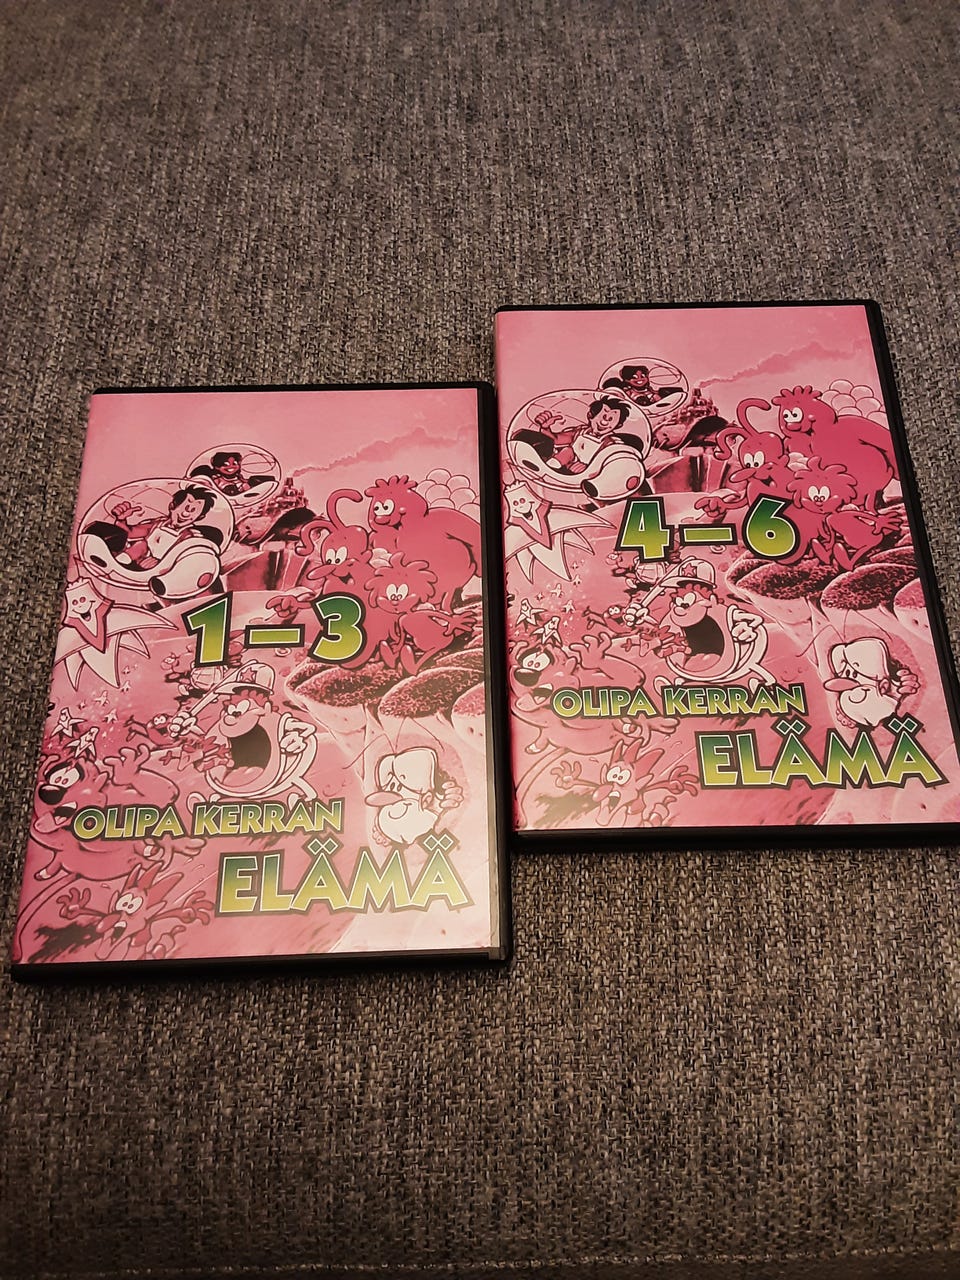 1–3
OLIPA KERRAN
ELÄMÄ
4–6
OLIPA KERRAN
ELÄMÄ